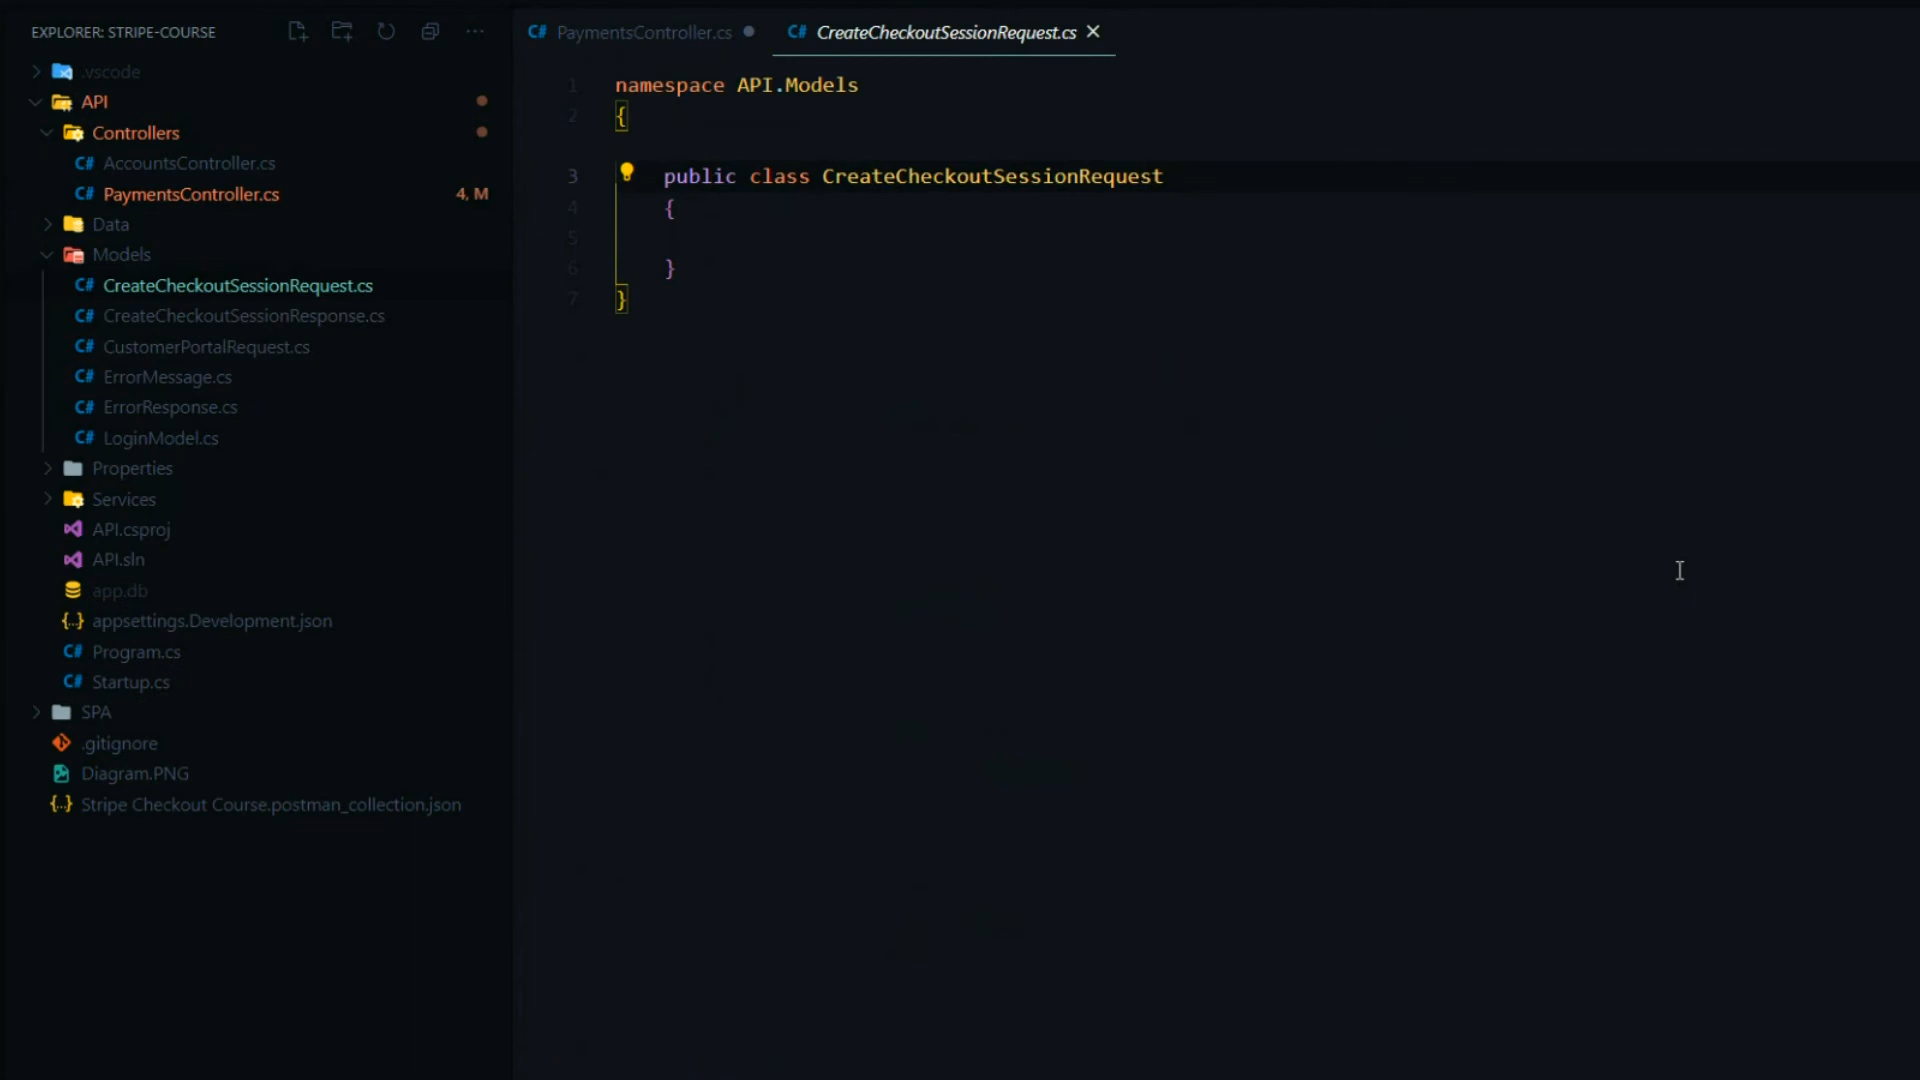 EXPLORER: STRIPE-COURSE
.vscode
API
Controllers
C# AccountsController.cs
C# PaymentsController.cs 4, M
Data
Models
C# CreateCheckoutSessionRequest.cs
C# CreateCheckoutSessionResponse.cs
C# CustomerPortalRequest.cs
C# ErrorMessage.cs
C# ErrorResponse.cs
C# LoginModel.cs
Properties
Services
API.csproj
API.sln
app.db
{..} appsettings.Development.json
C# Program.cs
C# Startup.cs
SPA
.gitignore
Diagram.PNG
{..} Stripe Checkout Course.postman_collection.json
C# PaymentsController.cs
C# CreateCheckoutSessionRequest.cs
1 namespace API.Models
2 {
3 public class CreateCheckoutSessionRequest
4 {
5
6 }
7 }